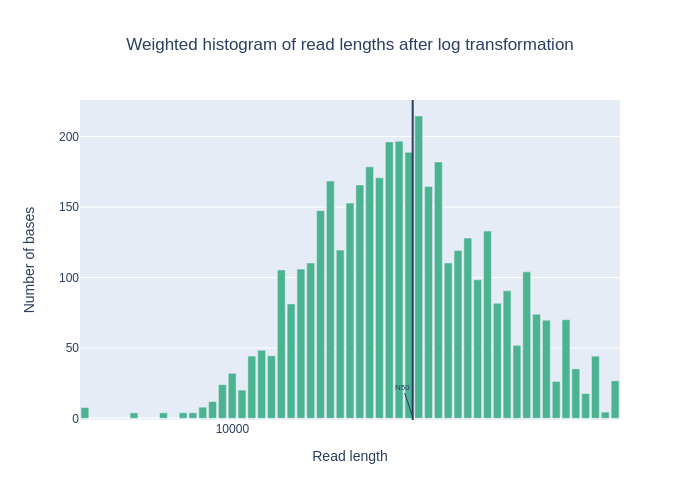 Weighted histogram of read lengths after log transformation
Number of bases
200
150
100
50
0
N50
10000
Read length